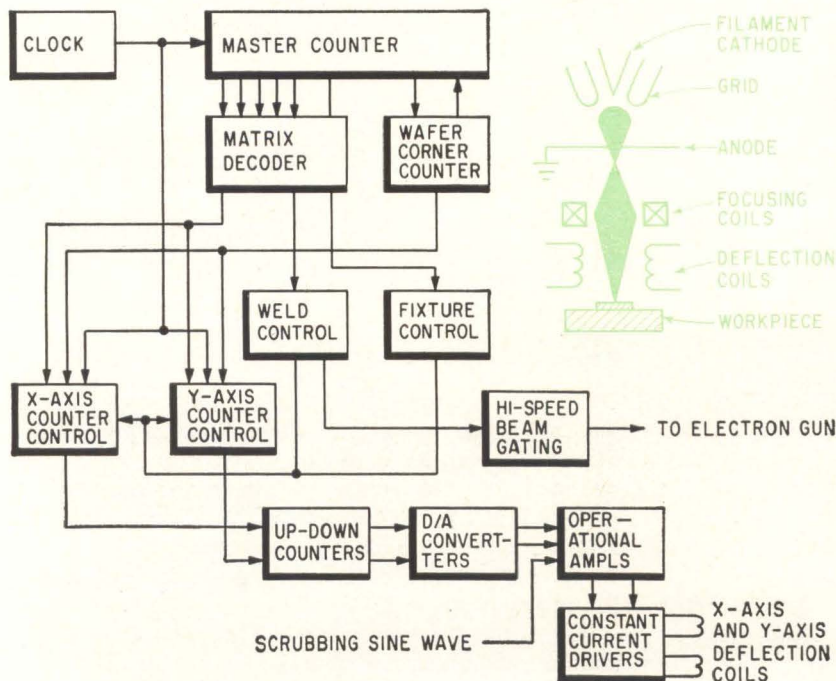 CLOCK
MASTER COUNTER
MATRIX
DECODER
WAFER
CORNER
COUNTER
WELD
CONTROL
FIXTURE
CONTROL
X-AXIS
COUNTER
CONTROL
Y-AXIS
COUNTER
CONTROL
HI-SPEED
BEAM
GATING
TO ELECTRON GUN
UP-DOWN
COUNTERS
D/A
CONVERT-
TERS
OPER-
ATIONAL
AMPLS
SCRUBBING SINE WAVE
CONSTANT
CURRENT
DRIVERS
X-AXIS
AND Y-AXIS
DEFLECTION
COILS
FILAMENT
CATHODE
GRID
ANODE
FOCUSING
COILS
DEFLECTION
COILS
WORKPIECE